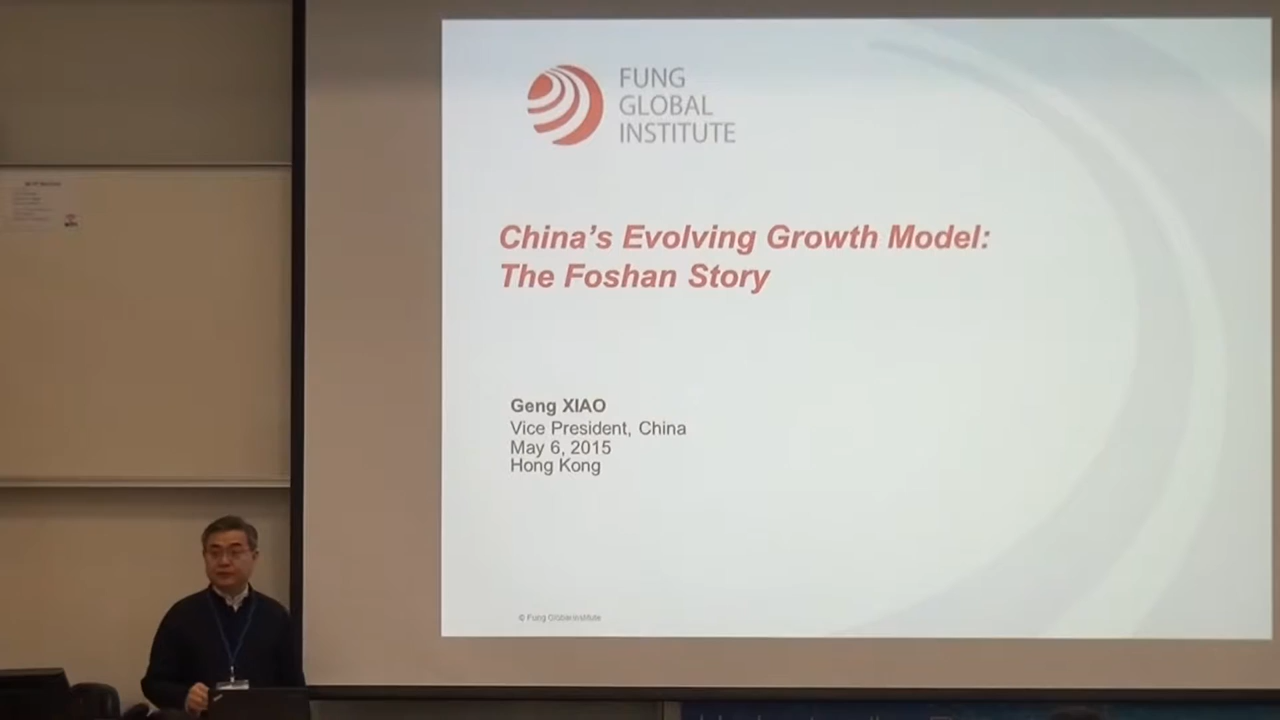 FUNG
GLOBAL
INSTITUTE
China's Evolving Growth Model:
The Foshan Story
Geng XIAO
Vice President, China
May 6, 2015
Hong Kong
© Fung Global Institute